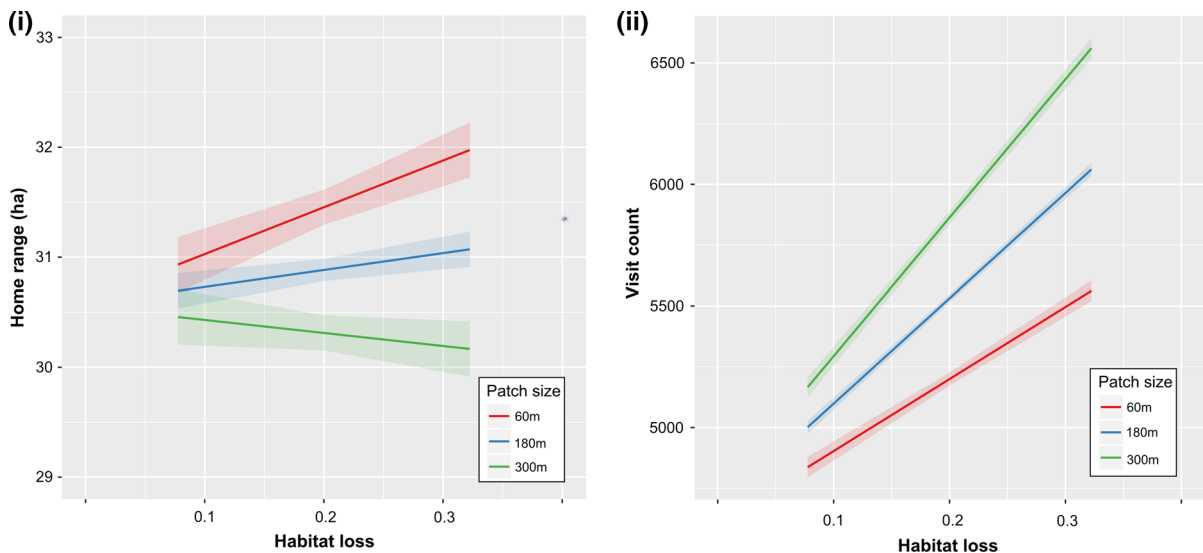 (i)
33
32
31
30
29
Home range (ha)
0.1 0.2 0.3
Habitat loss
Patch size
60m
180m
300m
(ii)
6500
6000
5500
5000
Visit count
0.1 0.2 0.3
Habitat loss
Patch size
60m
180m
300m